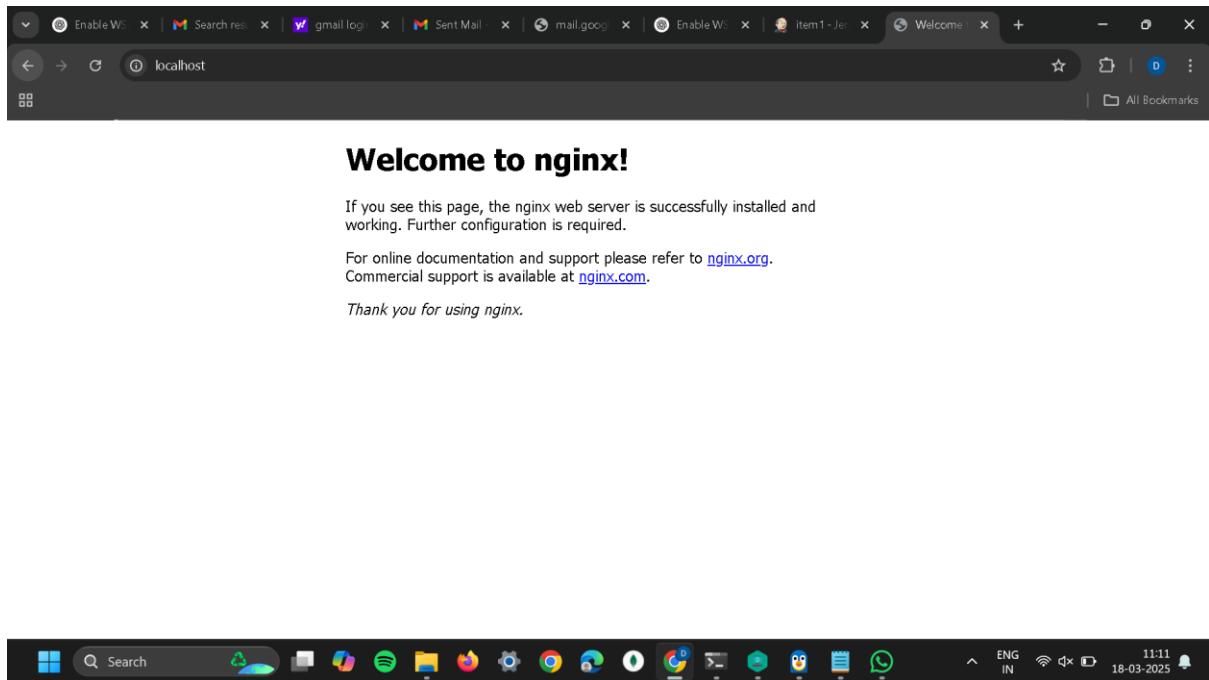 Enable WS Search res gmail logi Sent Mail - mail.goog Enable WS item1 - Jer Welcome t
localhost
D
All Bookmarks
Welcome to nginx!
If you see this page, the nginx web server is successfully installed and
working. Further configuration is required.
For online documentation and support please refer to nginx.org.
Commercial support is available at nginx.com.
Thank you for using nginx.
Search
ENG
IN
11:11
18-03-2025